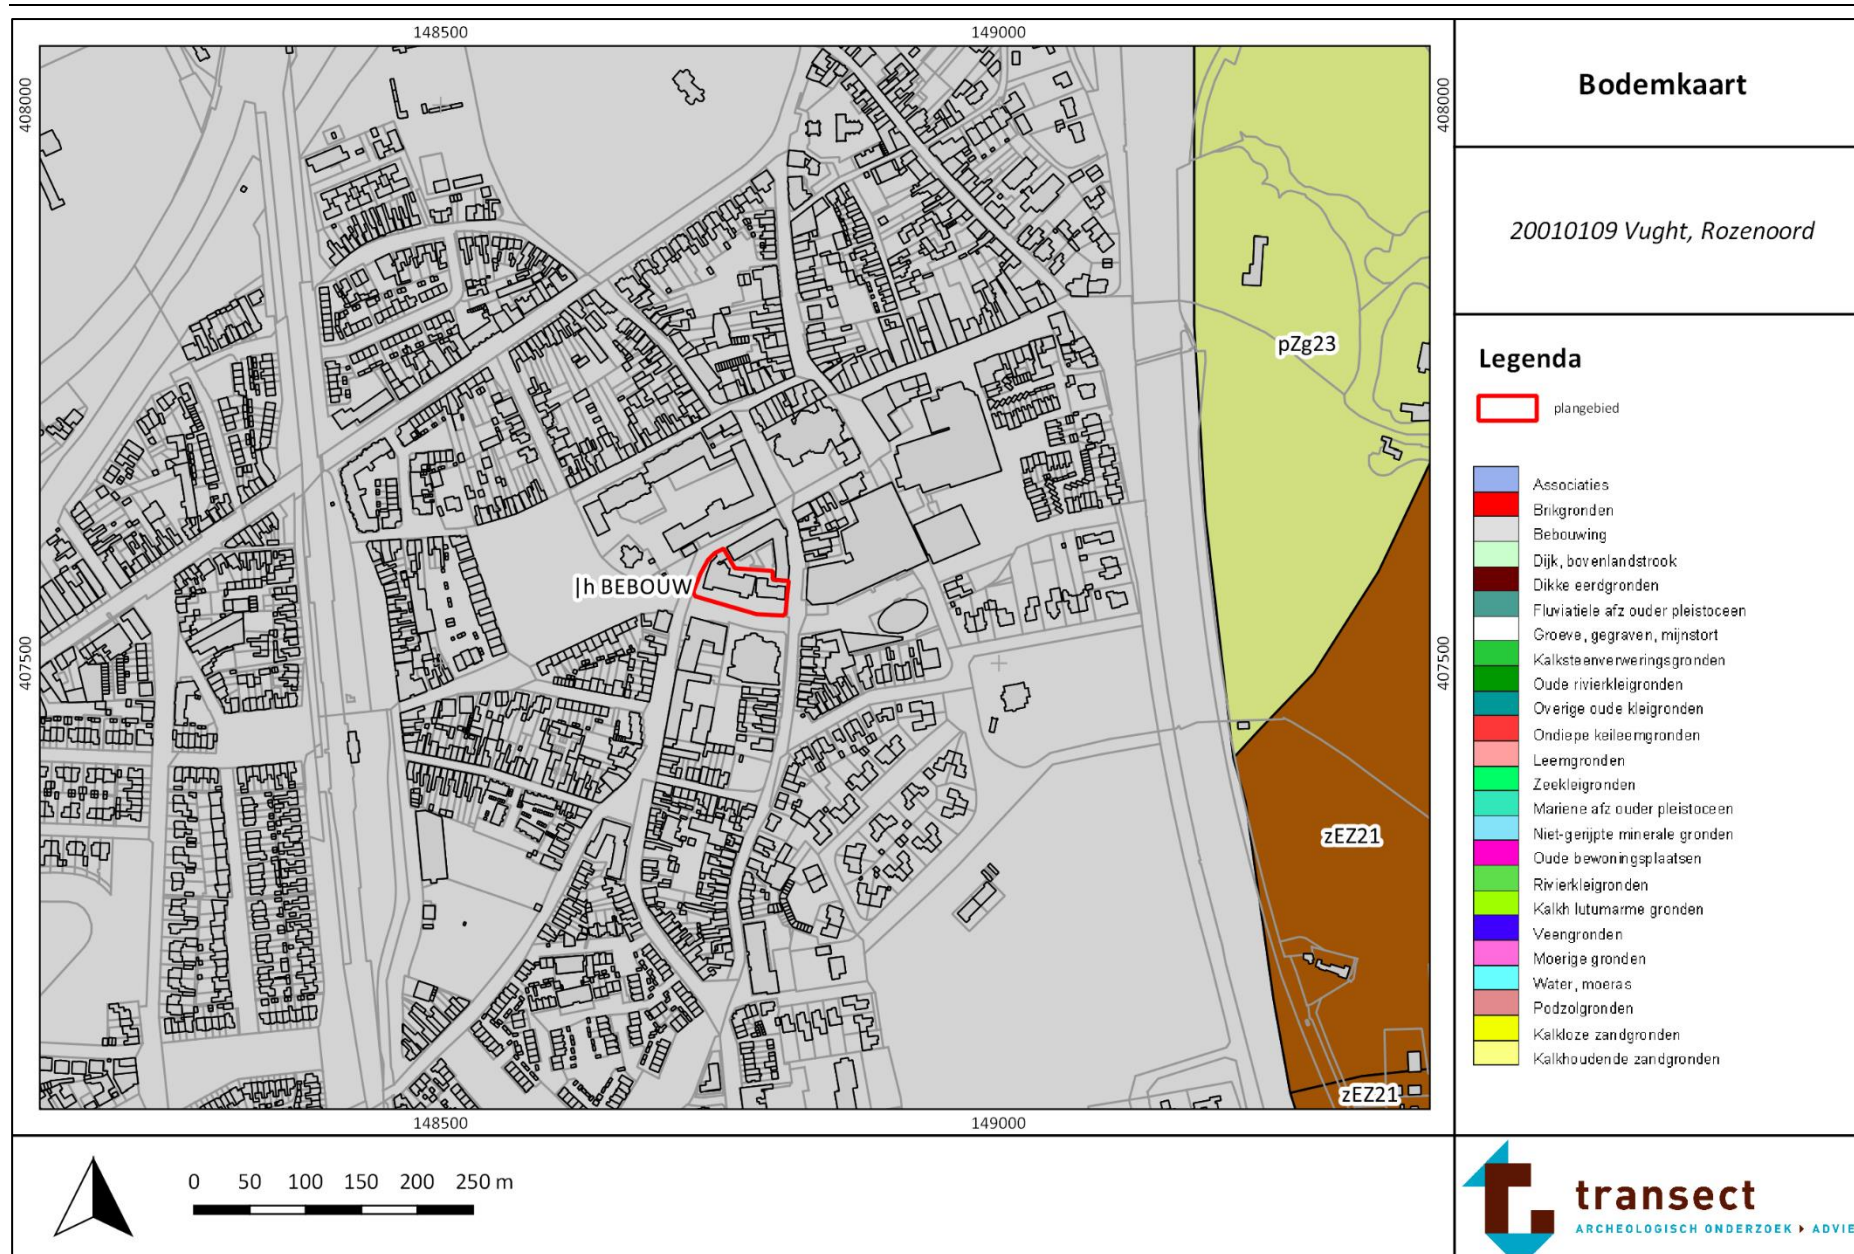 148500
149000
408000
408000
Bodemkaart
20010109 Vught, Rozenoord
pZg23
Legenda
plangebied
|h BEBOUW
407500
407500
zEZ21
zEZ21
Associaties
Brikgronden
Bebouwing
Dijk, bovenlandstrook
Dikke eerdgronden
Fluviatiele afz ouder pleistoceen
Groeve, gegraven, mijnstort
Kalksteenverweringsgronden
Oude rivierkleigronden
Overige oude kleigronden
Ondiepe keileemgronden
Leemgronden
Zeekleigronden
Mariene afz ouder pleistoceen
Niet-gerijpte minerale gronden
Oude bewoningsplaatsen
Rivierkleigronden
Kalkh lutumarme gronden
Veengronden
Moerige gronden
Water, moeras
Podzolgronden
Kalkloze zandgronden
Kalkhoudende zandgronden
148500
149000
0 50 100 150 200 250 m
transect
ARCHEOLOGISCH ONDERZOEK ▸ ADVIE